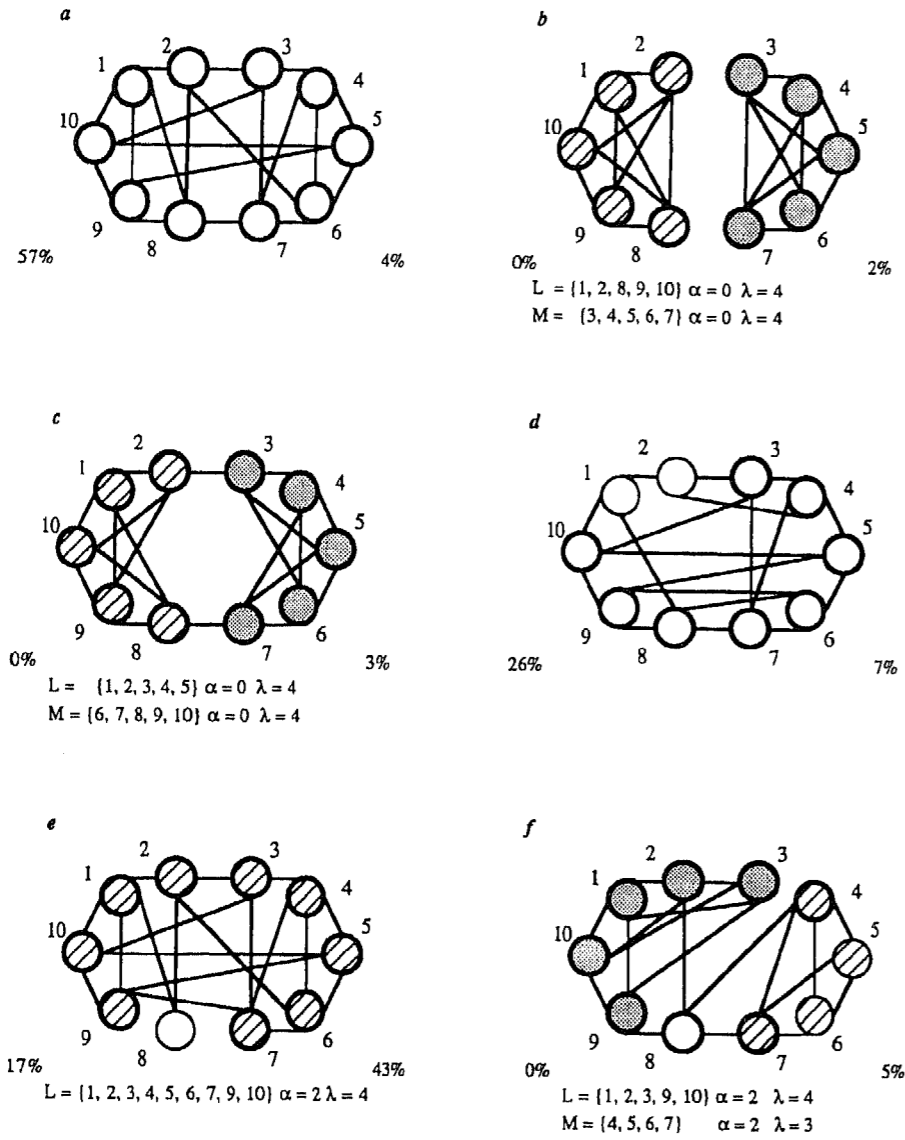 a
b
2 3
1 4
10 5
9 6
8 7
57% 4%
2 3
1 4
10 5
9 6
8 7
0% 2%
L = {1, 2, 8, 9, 10} α=0 λ=4
M = {3, 4, 5, 6, 7} α=0 λ=4
c
d
2 3
1 4
10 5
9 6
8 7
0% 3%
L = {1, 2, 3, 4, 5} α=0 λ=4
M = {6, 7, 8, 9, 10} α=0 λ=4
2 3
1 4
10 5
9 6
8 7
26% 7%
e
f
2 3
1 4
10 5
9 6
8 7
17% 43%
L = {1, 2, 3, 4, 5, 6, 7, 9, 10} α=2 λ=4
2 3
1 4
10 5
9 6
8 7
0% 5%
L = {1, 2, 3, 9, 10} α=2 λ=4
M = {4, 5, 6, 7} α=2 λ=3